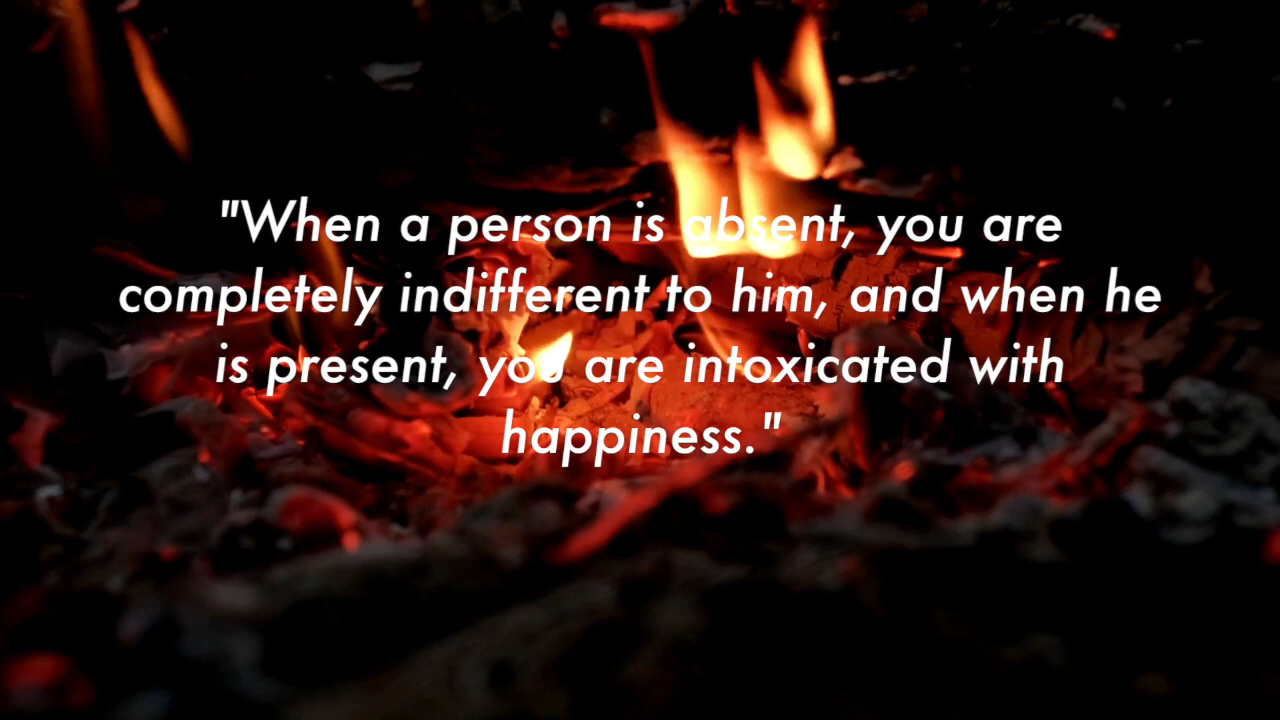 "When a person is absent, you are
completely indifferent to him, and when he
is present, you are intoxicated with
happiness."